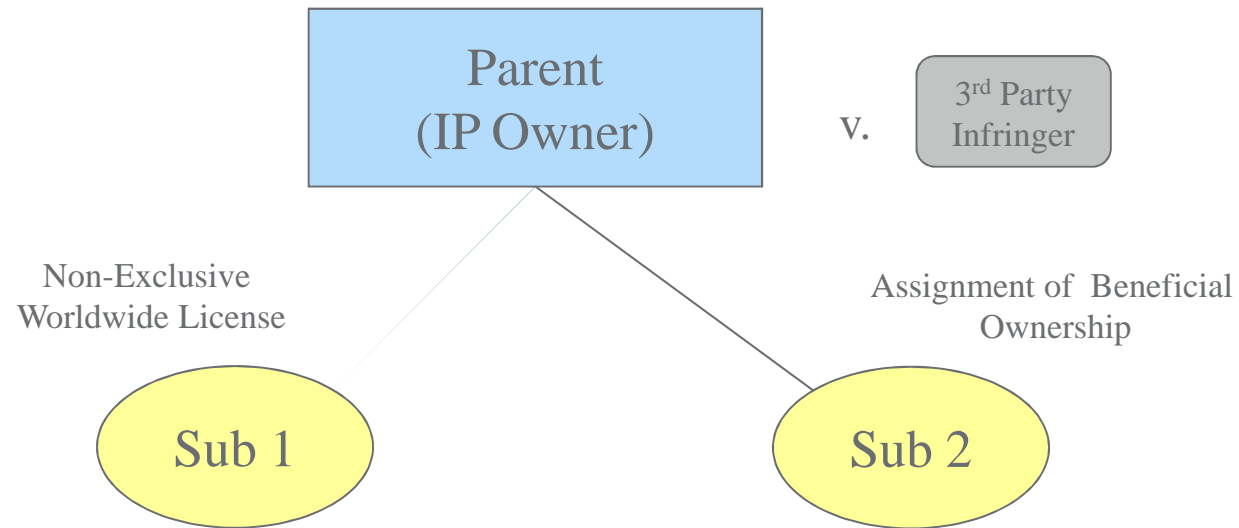 Parent
(IP Owner)
v.
3rd Party
Infringer
Non-Exclusive
Worldwide License
Assignment of  Beneficial
Ownership
Sub 1
Sub 2